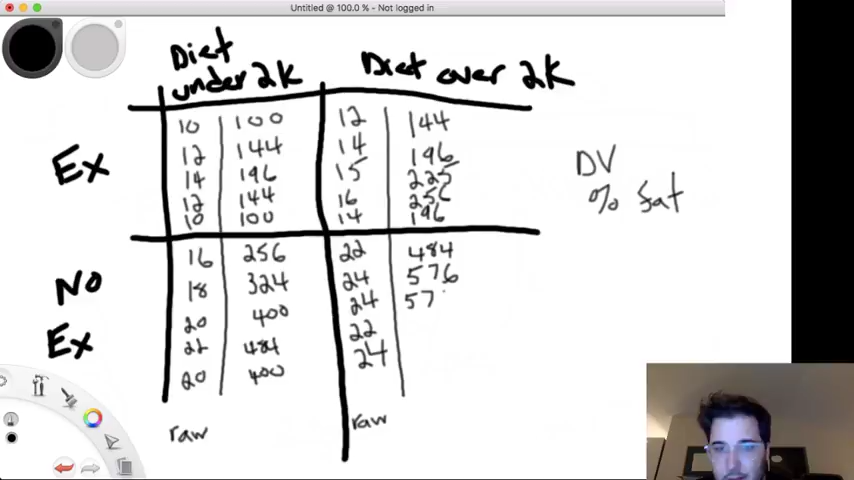 Untitled @ 100.0 % - Not logged in
Diet under 2K
Diet over 2K
Ex
10 100 12 144
12 144 14 196
14 196 15 225
12 144 16 256
10 100 14 196
DV
% fat
No Ex
16 256 22 484
18 324 24 576
20 400 24 57
22 484 22
20 400 24
raw raw